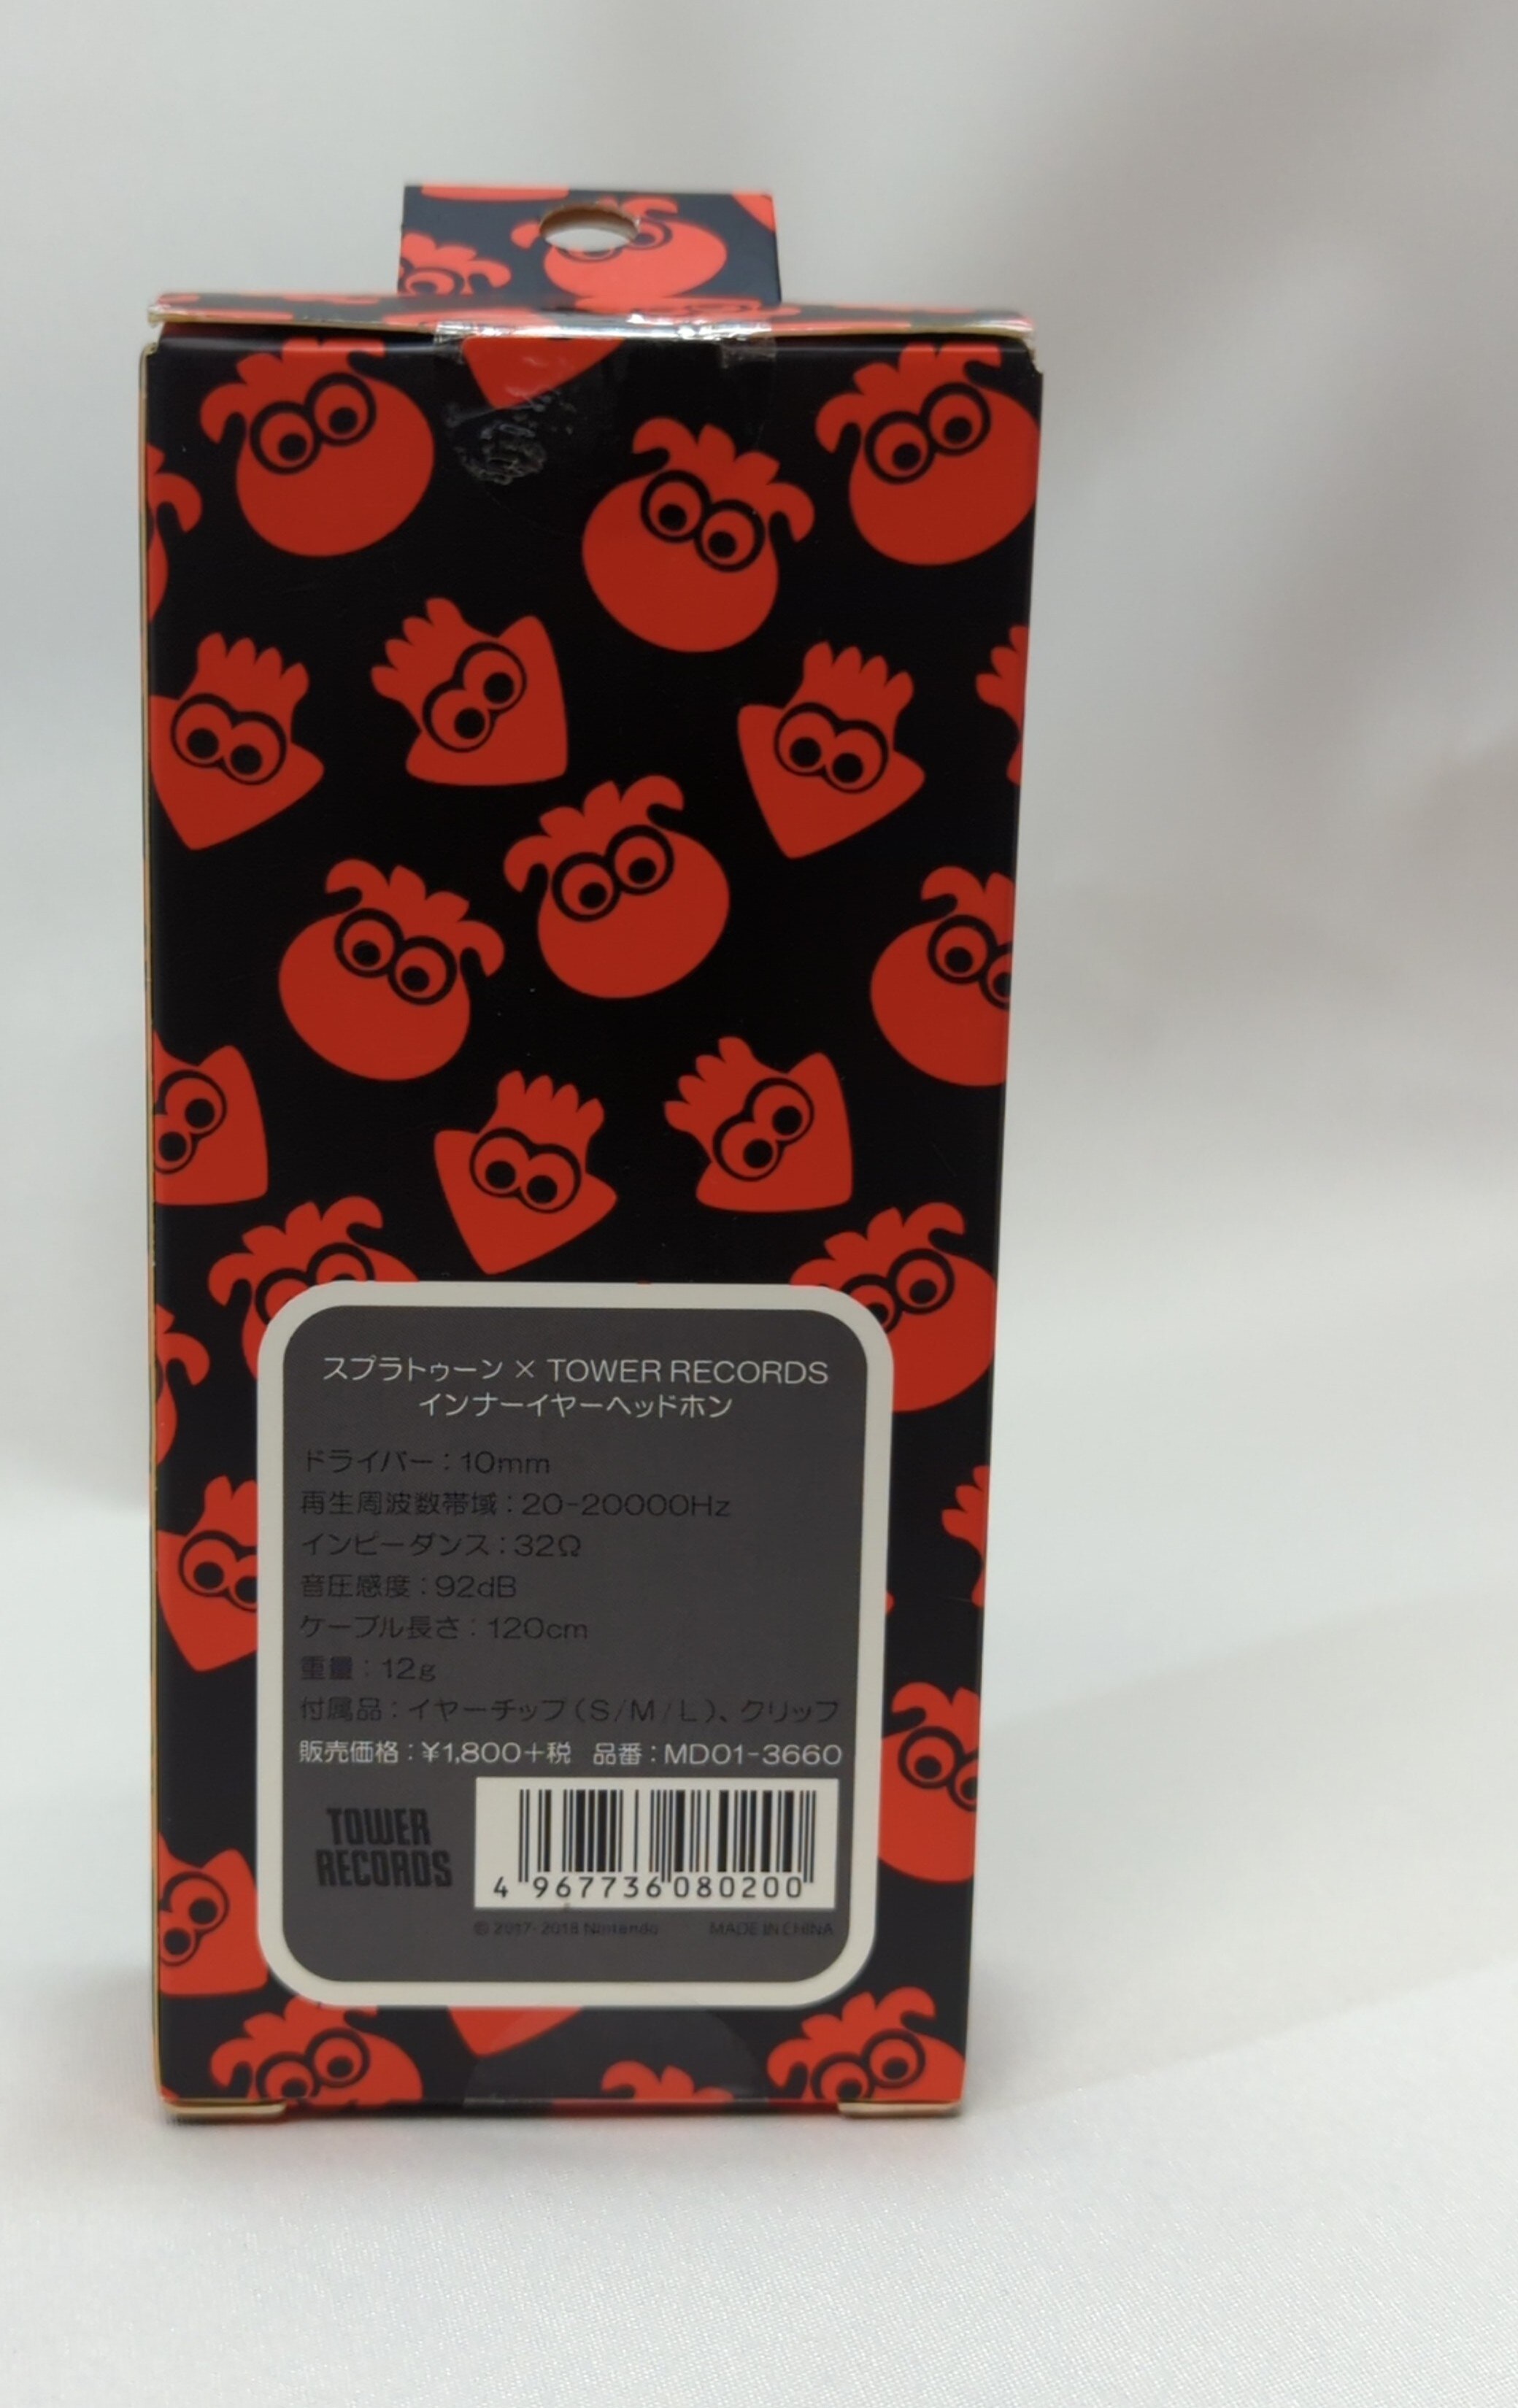 スプラトゥーン × TOWER RECORDS
インナーイヤーヘッドホン
ドライバー：10mm
再生周波数帯域：20-20000Hz
インピーダンス：32Ω
音圧感度：92dB
ケーブル長さ：120cm
重量：12g
付属品：イヤーチップ（S/M/L）、クリップ
販売価格：¥1,800+税 品番：MD01-3660
TOWER
RECORDS
4 967736 080200
© 2017-2018 Nintendo MADE IN CHINA